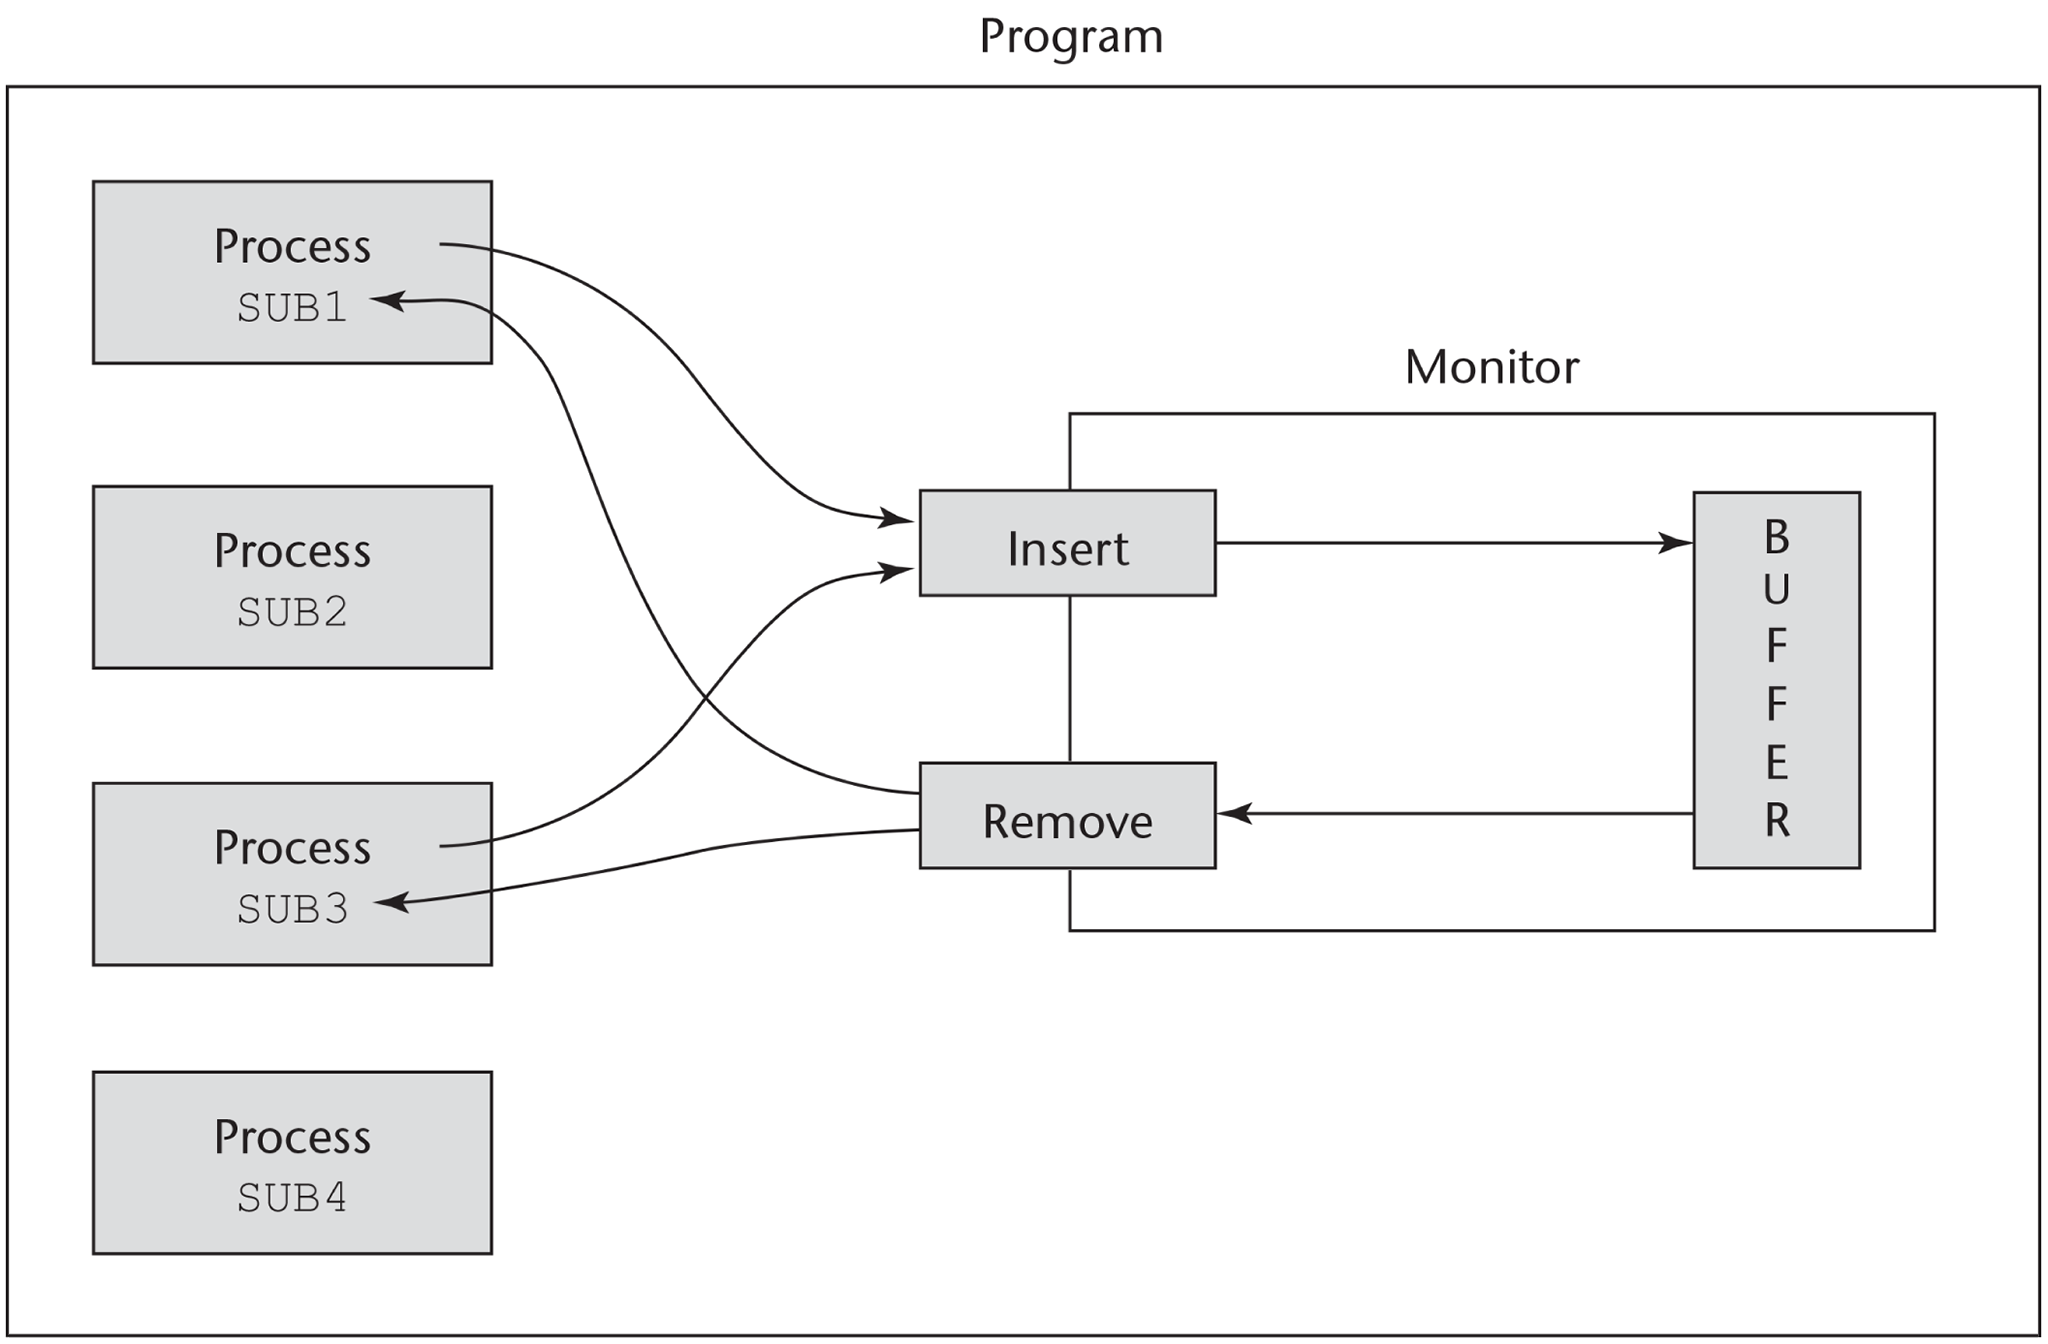 Program
Process
SUB1
Process
SUB2
Process
SUB3
Process
SUB4
Monitor
Insert
Remove
B
U
F
F
E
R